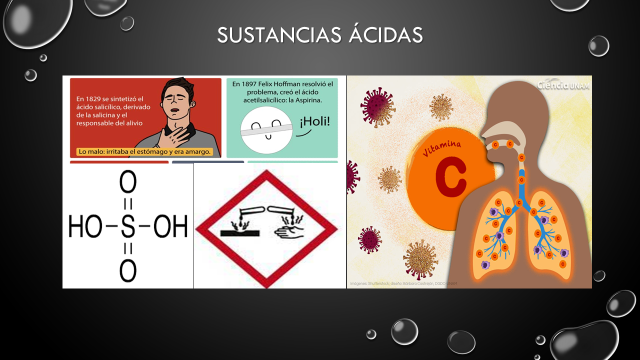 SUSTANCIAS ÁCIDAS
En 1829 se sintetizó el
ácido salicílico, derivado
de la salicina y el
responsable del alivio
Lo malo: irritaba el estómago y era amargo.
En 1897 Felix Hoffman resolvió el
problema, creó el ácido
acetilsalicílico: la Aspirina.
¡Holi!
O
HO-S-OH
O
Ciencia UNAM
Vitamina
C